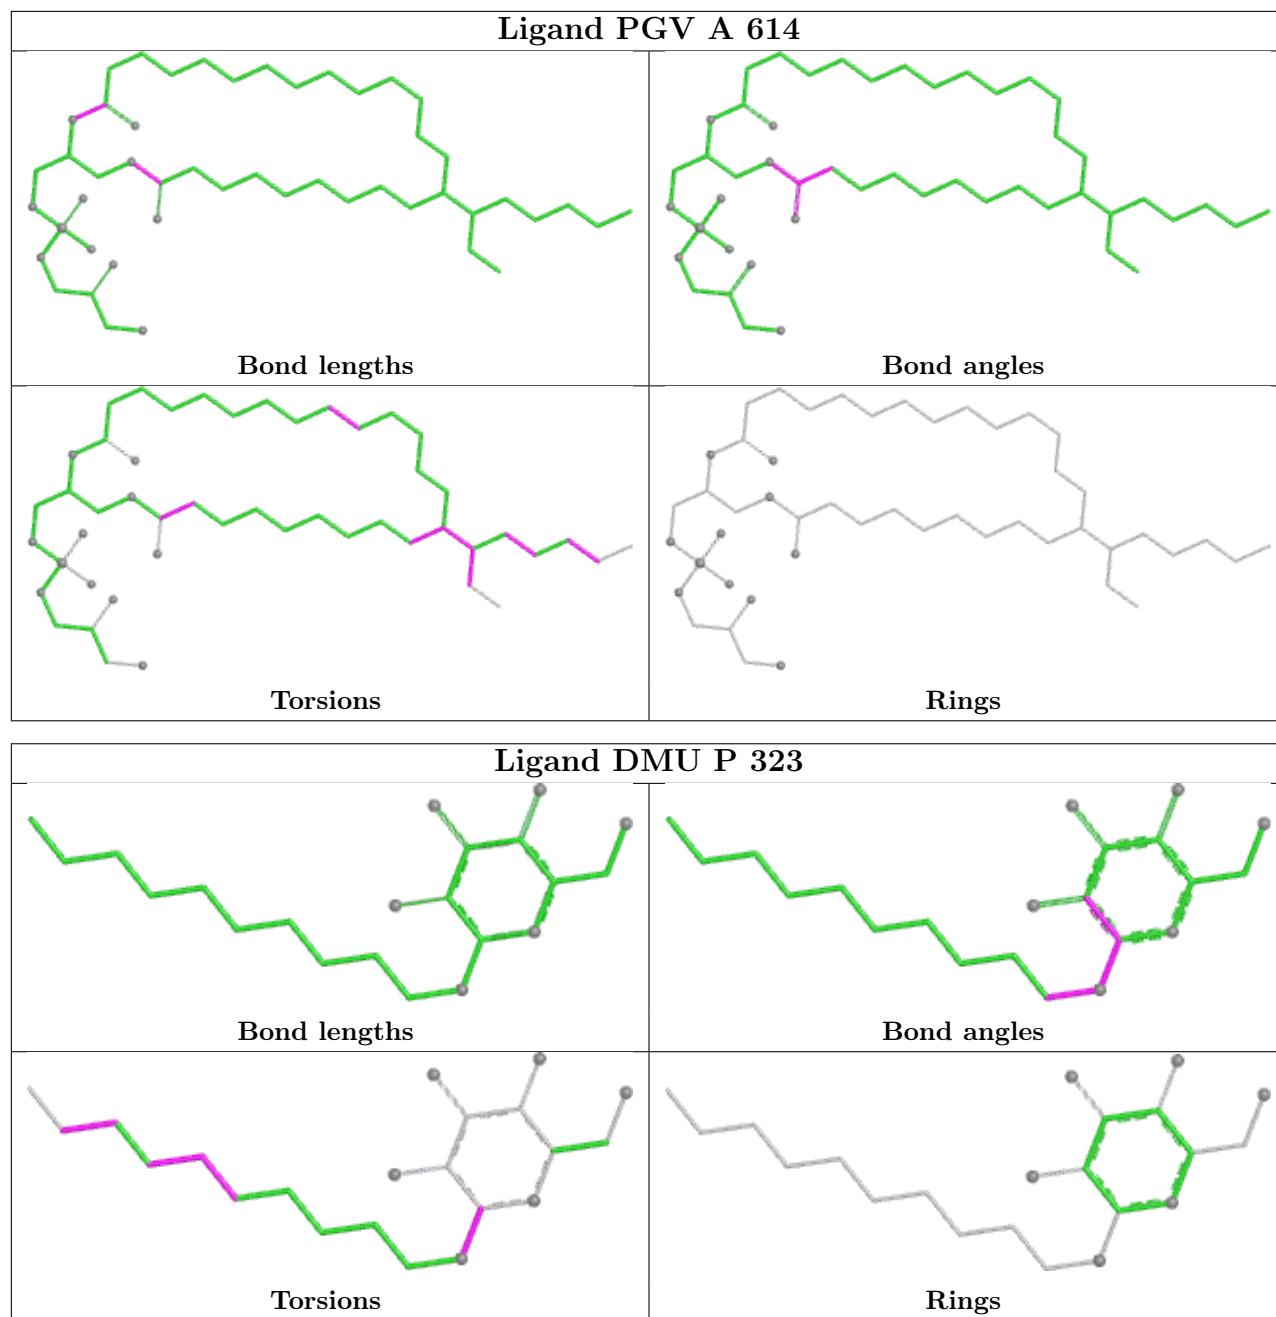 Ligand PGV A 614
Bond lengths
Bond angles
Torsions
Rings
Ligand DMU P 323
Bond lengths
Bond angles
Torsions
Rings